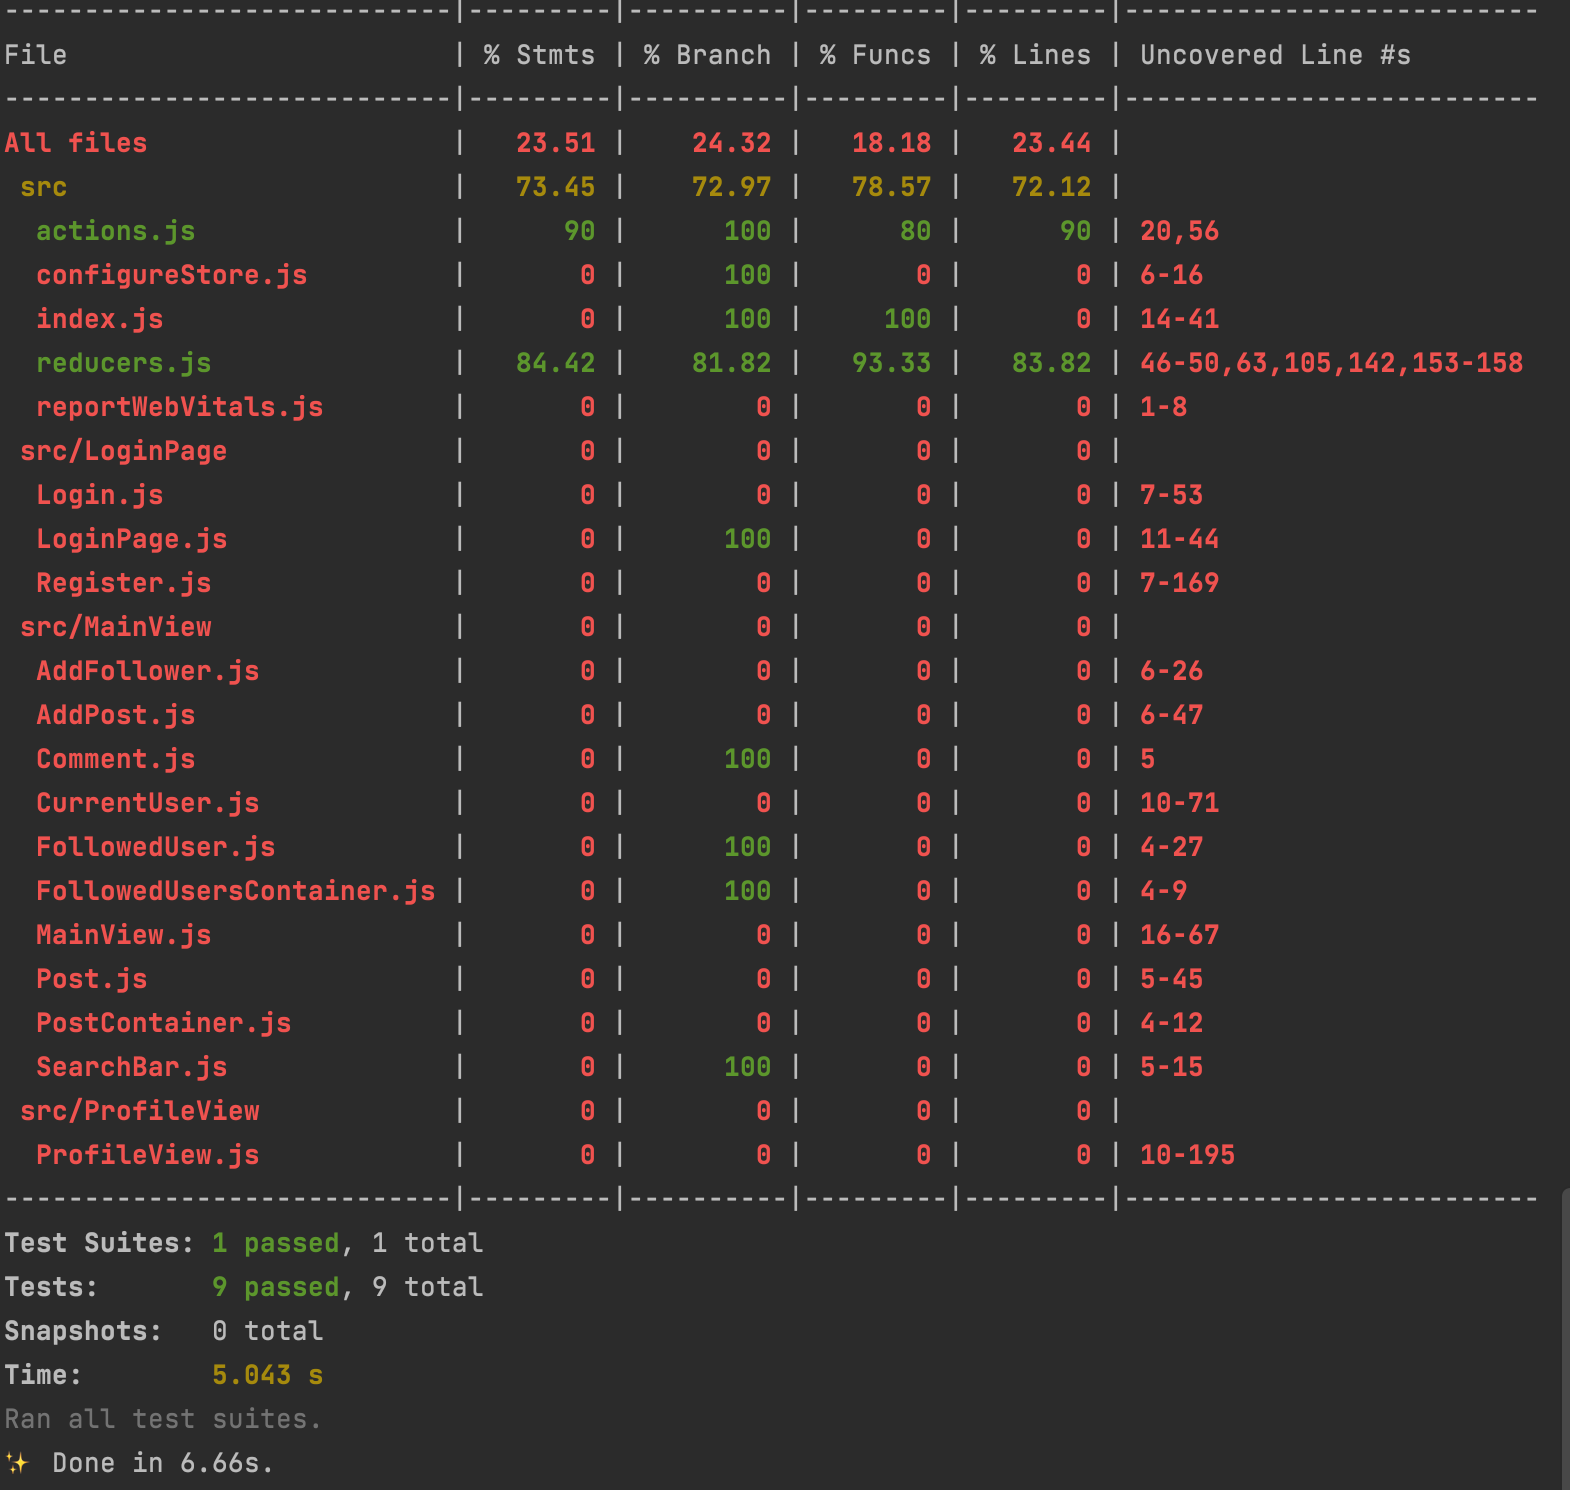 ----------------------------|---------|----------|---------|---------|--------------------------
File                        | % Stmts | % Branch | % Funcs | % Lines | Uncovered Line #s
----------------------------|---------|----------|---------|---------|--------------------------
All files                   |   23.51 |    24.32 |   18.18 |   23.44 |
 src                        |   73.45 |    72.97 |   78.57 |   72.12 |
  actions.js                |      90 |      100 |      80 |      90 | 20,56
  configureStore.js         |       0 |      100 |       0 |       0 | 6-16
  index.js                  |       0 |      100 |     100 |       0 | 14-41
  reducers.js               |   84.42 |    81.82 |   93.33 |   83.82 | 46-50,63,105,142,153-158
  reportWebVitals.js        |       0 |        0 |       0 |       0 | 1-8
 src/LoginPage              |       0 |        0 |       0 |       0 |
  Login.js                  |       0 |        0 |       0 |       0 | 7-53
  LoginPage.js              |       0 |      100 |       0 |       0 | 11-44
  Register.js               |       0 |        0 |       0 |       0 | 7-169
 src/MainView               |       0 |        0 |       0 |       0 |
  AddFollower.js            |       0 |        0 |       0 |       0 | 6-26
  AddPost.js                |       0 |        0 |       0 |       0 | 6-47
  Comment.js                |       0 |      100 |       0 |       0 | 5
  CurrentUser.js            |       0 |        0 |       0 |       0 | 10-71
  FollowedUser.js           |       0 |      100 |       0 |       0 | 4-27
  FollowedUsersContainer.js |       0 |      100 |       0 |       0 | 4-9
  MainView.js               |       0 |        0 |       0 |       0 | 16-67
  Post.js                   |       0 |        0 |       0 |       0 | 5-45
  PostContainer.js          |       0 |        0 |       0 |       0 | 4-12
  SearchBar.js              |       0 |      100 |       0 |       0 | 5-15
 src/ProfileView            |       0 |        0 |       0 |       0 |
  ProfileView.js            |       0 |        0 |       0 |       0 | 10-195
----------------------------|---------|----------|---------|---------|--------------------------
Test Suites: 1 passed, 1 total
Tests:       9 passed, 9 total
Snapshots:   0 total
Time:        5.043 s
Ran all test suites.
✨ Done in 6.66s.